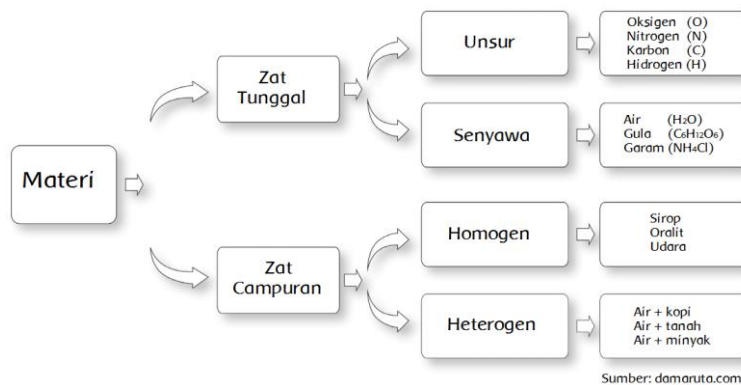 Materi
Zat
Tunggal
Unsur
Oksigen (O)
Nitrogen (N)
Karbon (C)
Hidrogen (H)
Senyawa
Air (H₂O)
Gula (C₆H₁₂O₆)
Garam (NH₄Cl)
Zat
Campuran
Homogen
Sirop
Oralit
Udara
Heterogen
Air + kopi
Air + tanah
Air + minyak
Sumber: damaruta.com